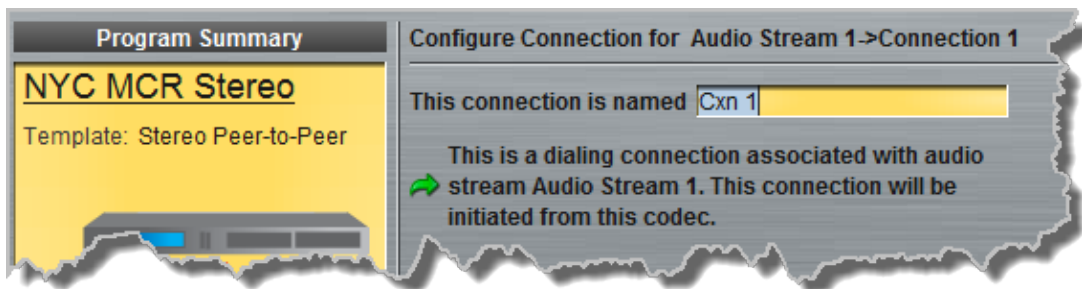 Program Summary
NYC MCR Stereo
Template: Stereo Peer-to-Peer
Configure Connection for Audio Stream 1->Connection 1
This connection is named Cxn 1
This is a dialing connection associated with audio
stream Audio Stream 1. This connection will be
initiated from this codec.